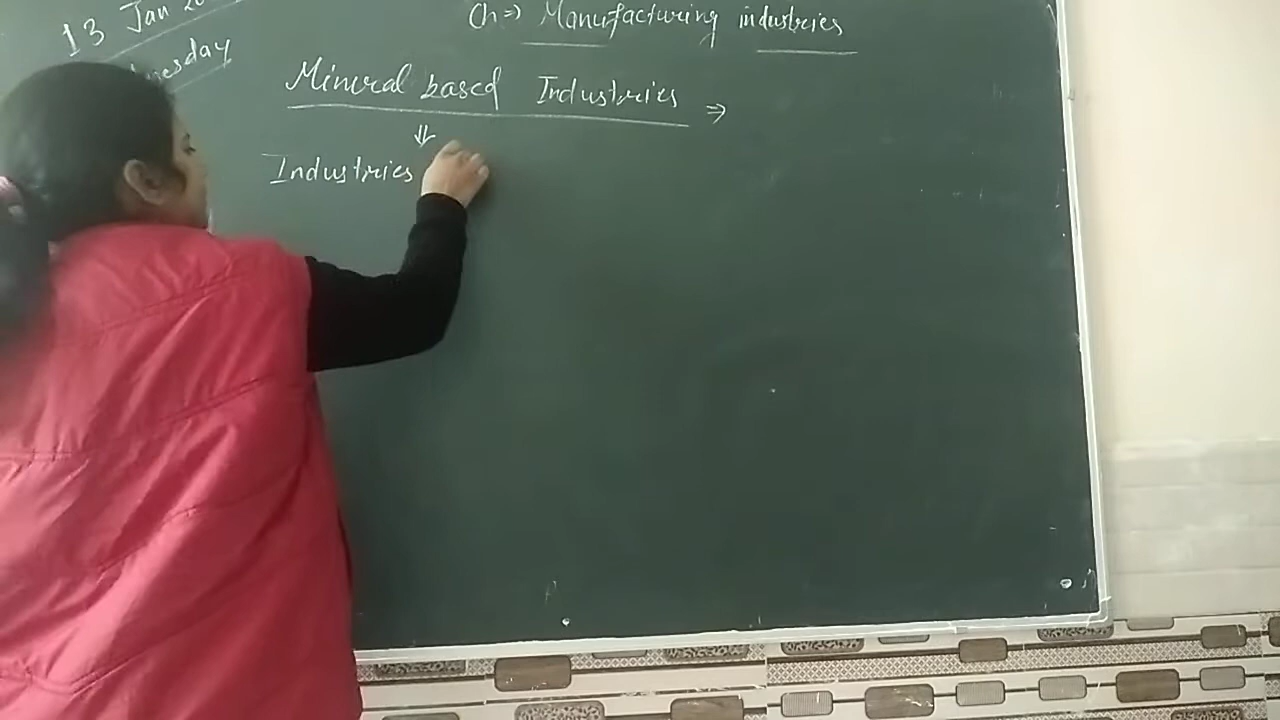 13 Jan
Ch => Manufacturing industries
Mineral based Industries =>
Industries